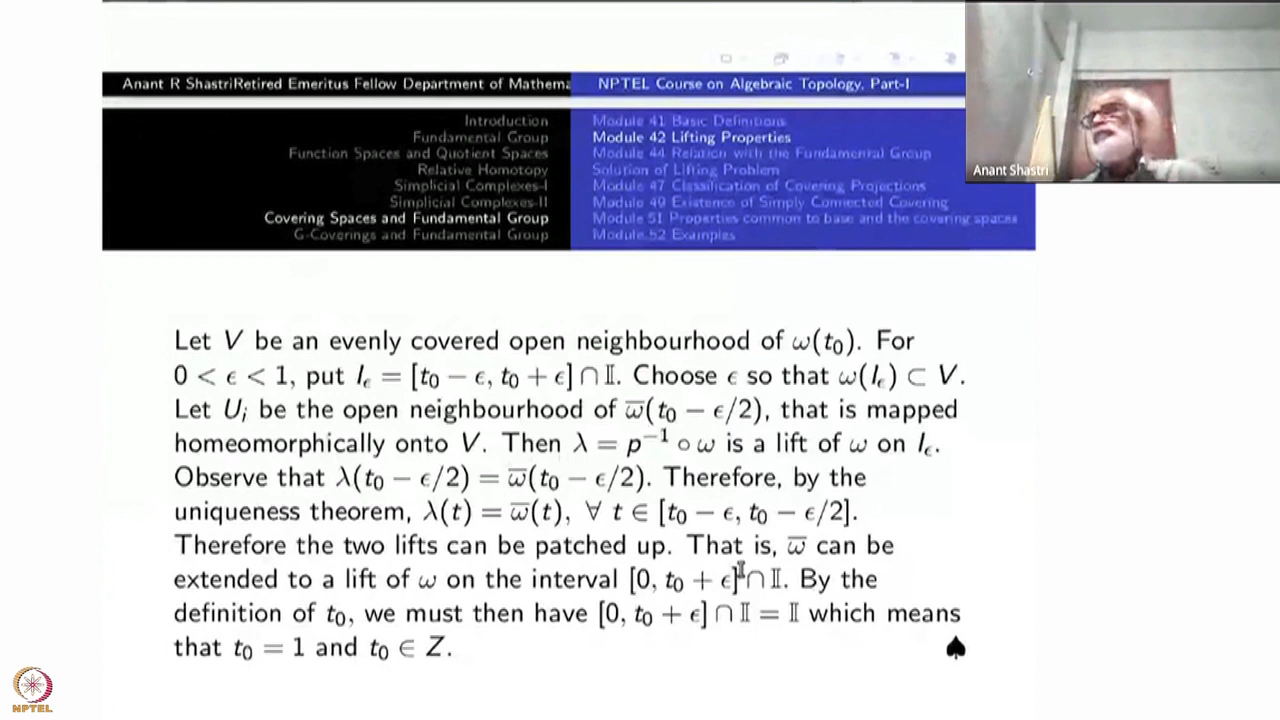 Anant R ShastriRetired Emeritus Fellow Department of Mathema
NPTEL Course on Algebraic Topology, Part-I
Introduction
Fundamental Group
Function Spaces and Quotient Spaces
Relative Homotopy
Simplicial Complexes-I
Simplicial Complexes-II
Covering Spaces and Fundamental Group
G-Coverings and Fundamental Group
Module 41 Basic Definitions
Module 42 Lifting Properties
Module 44 Relation with the Fundamental Group
Solution of Lifting Problem
Module 47 Classification of Covering Projections
Module 49 Existence of Simply Connected Covering
Module 51 Properties common to base and the covering spaces
Module 52 Examples
Anant Shastri
Let V be an evenly covered open neighbourhood of ω(t₀). For
0 < ϵ < 1, put I_ϵ = [t₀ − ϵ, t₀ + ϵ] ∩ 𝕀. Choose ϵ so that ω(I_ϵ) ⊂ V.
Let U_i be the open neighbourhood of ω̅(t₀ − ϵ/2), that is mapped
homeomorphically onto V. Then λ = p⁻¹ ∘ ω is a lift of ω on I_ϵ.
Observe that λ(t₀ − ϵ/2) = ω̅(t₀ − ϵ/2). Therefore, by the
uniqueness theorem, λ(t) = ω̅(t), ∀ t ∈ [t₀ − ϵ, t₀ − ϵ/2].
Therefore the two lifts can be patched up. That is, ω̅ can be
extended to a lift of ω on the interval [0, t₀ + ϵ] ∩ 𝕀. By the
definition of t₀, we must then have [0, t₀ + ϵ] ∩ 𝕀 = 𝕀 which means
that t₀ = 1 and t₀ ∈ Z. ♠
NPTEL